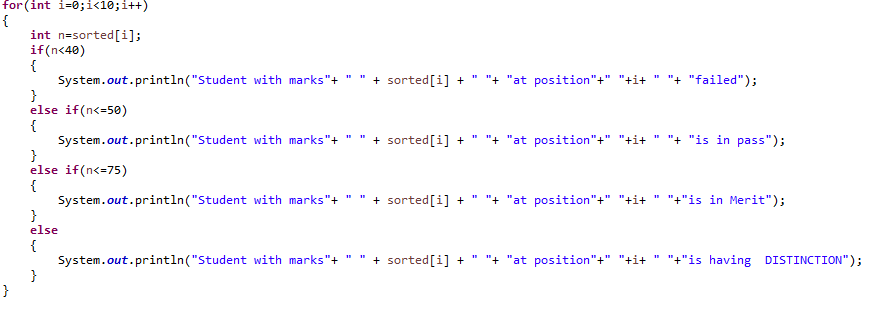 for(int i=0;i<10;i++)
{
    int n=sorted[i];
    if(n<40)
    {
        System.out.println("Student with marks"+ " " + sorted[i] + " "+ "at position"+" "+i+ " "+ "failed");
    }
    else if(n<=50)
    {
        System.out.println("Student with marks"+ " " + sorted[i] + " "+ "at position"+" "+i+ " "+ "is in pass");
    }
    else if(n<=75)
    {
        System.out.println("Student with marks"+ " " + sorted[i] + " "+ "at position"+" "+i+ " "+"is in Merit");
    }
    else
    {
        System.out.println("Student with marks"+ " " + sorted[i] + " "+ "at position"+" "+i+ " "+"is having  DISTINCTION");
    }
}